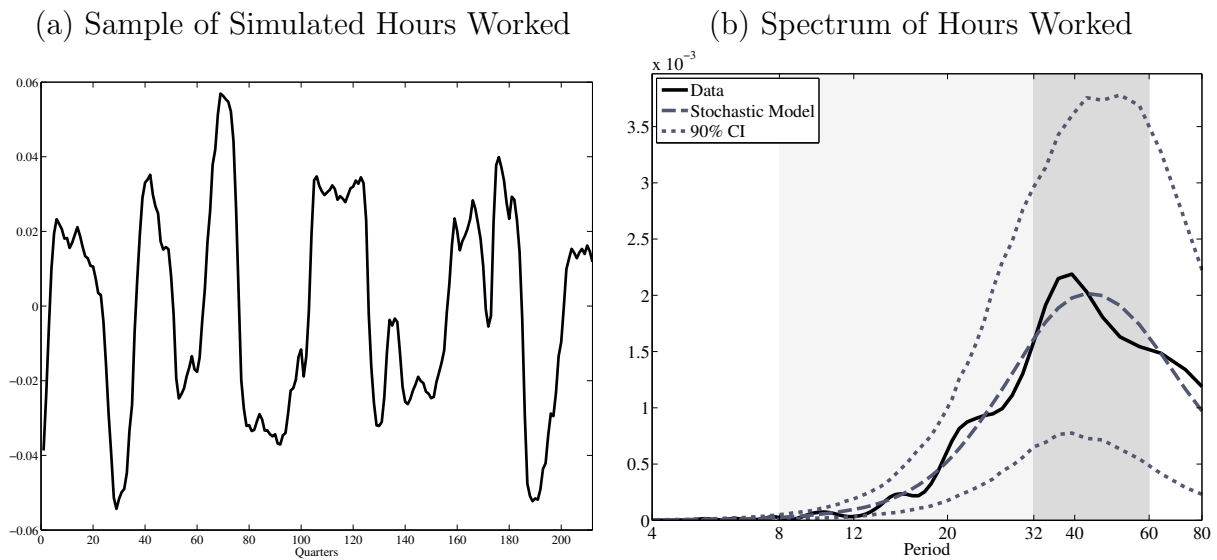 (a) Sample of Simulated Hours Worked
0.06
0.04
0.02
0
−0.02
−0.04
−0.06
0 20 40 60 80 100 120 140 160 180 200
Quarters
(b) Spectrum of Hours Worked
x 10⁻³
Data
Stochastic Model
90% CI
3.5
3
2.5
2
1.5
1
0.5
0
4 8 12 20 32 40 60 80
Period